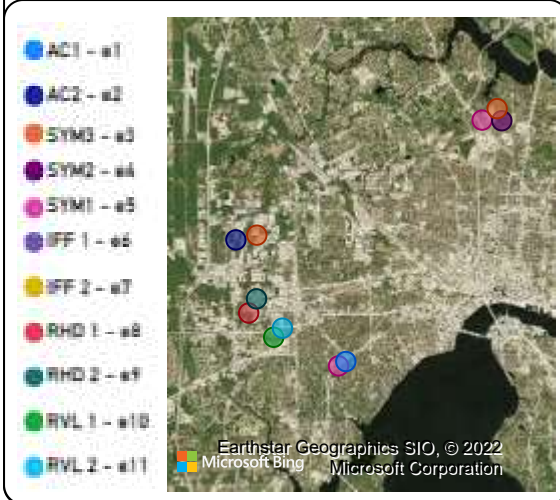 AC1 - e1
AC2 - e2
SYM3 - e3
SYM2 - e4
SYM1 - e5
IFF 1 - e6
IFF 2 - e7
RHD 1 - e8
RHD 2 - e9
RVL 1 - e10
RVL 2 - e11
Earthstar Geographics SIO, © 2022
Microsoft Bing
Microsoft Corporation